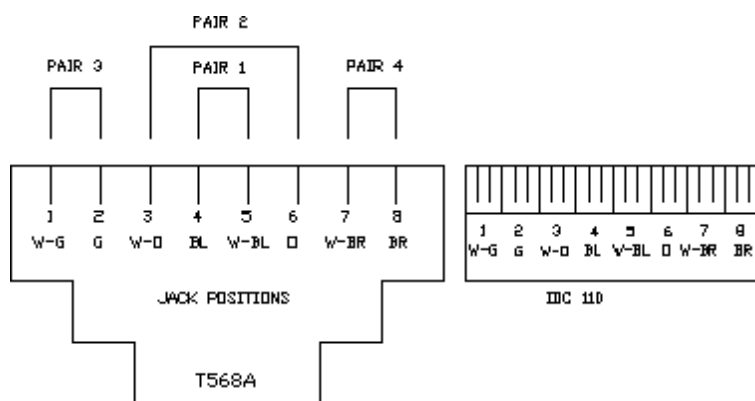 PAIR 2
PAIR 3 PAIR 1 PAIR 4
1 2 3 4 5 6 7 8
W-G G W-O BL W-BL O W-BR BR
1 2 3 4 5 6 7 8
W-G G W-O BL W-BL O W-BR BR
JACK POSITIONS
IDC 110
T568A